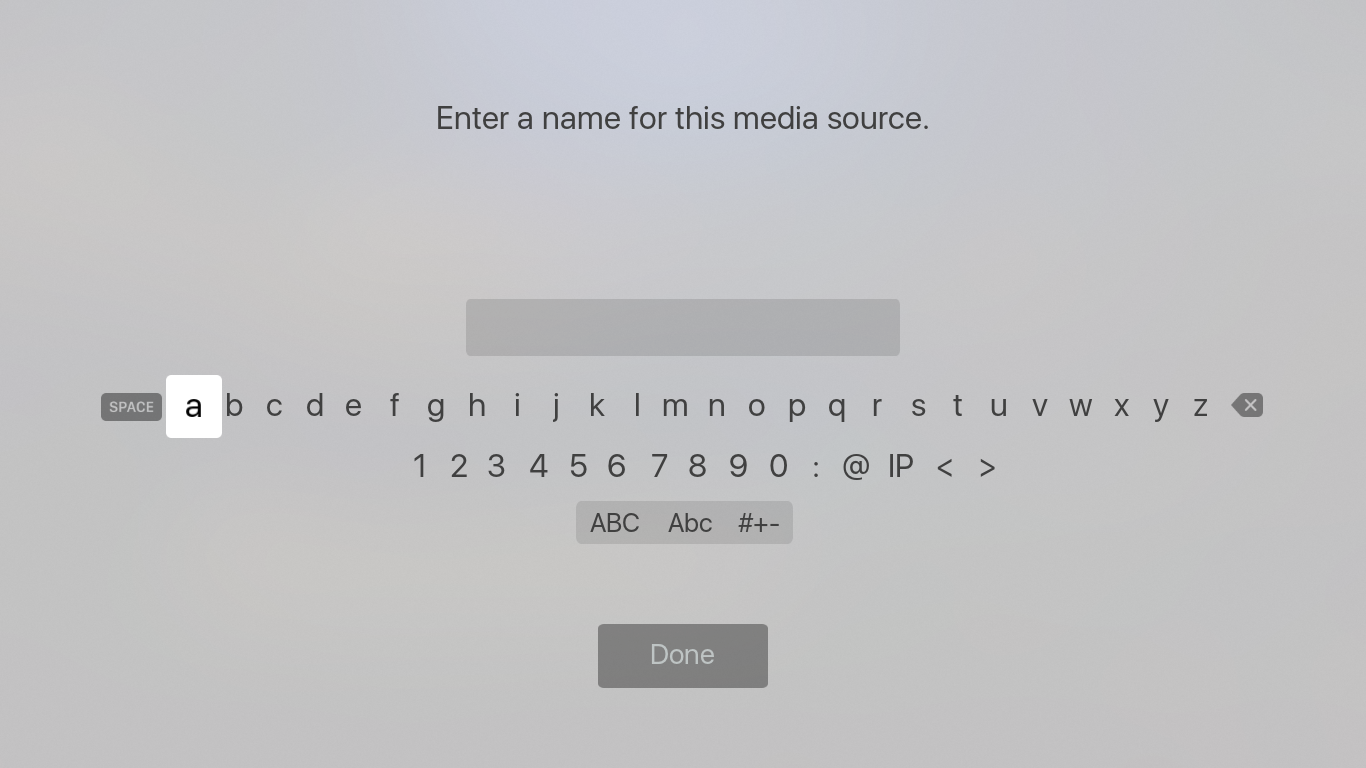 Enter a name for this media source.
SPACE a b c d e f g h i j k l m n o p q r s t u v w x y z
1 2 3 4 5 6 7 8 9 0 : @ IP < >
ABC Abc #+-
Done